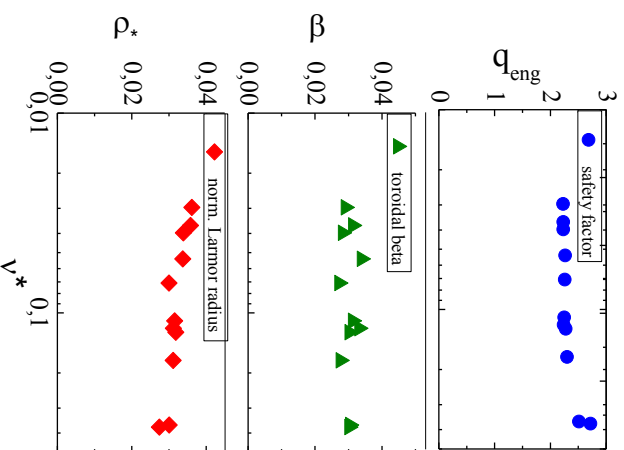 q_eng
0
1
2
3
safety factor
β
0,00
0,02
0,04
toroidal beta
ρ*
0,00
0,02
0,04
norm. Larmor radius
0,01
0,1
ν*